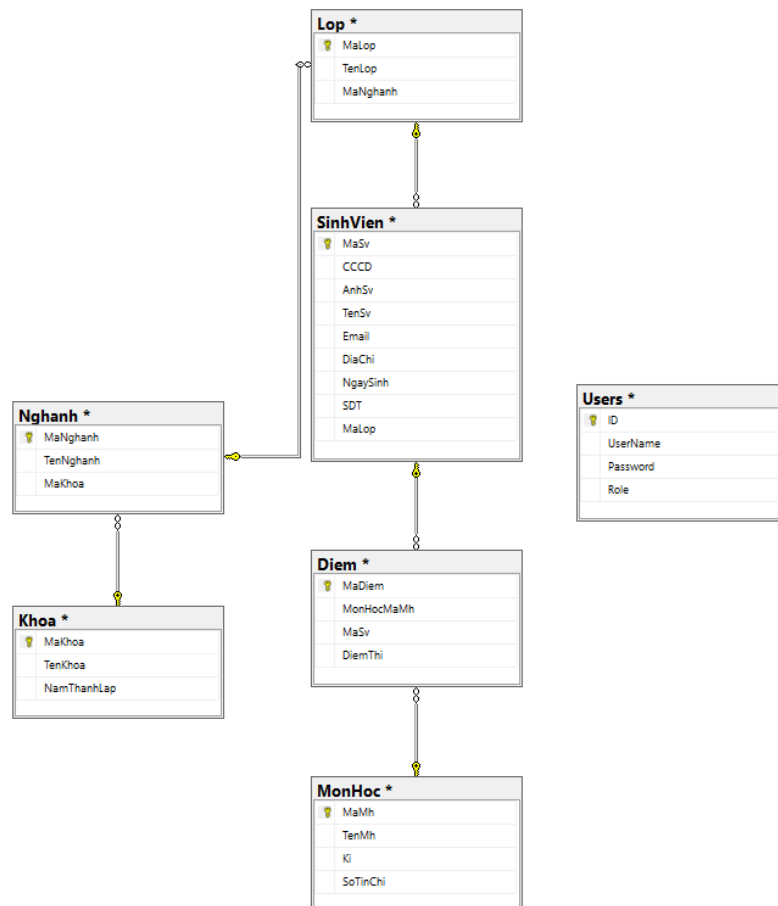 Lop *
MaLop
TenLop
MaNghanh
SinhVien *
MaSv
CCCD
AnhSv
TenSv
Email
DiaChi
NgaySinh
SDT
MaLop
Users *
ID
UserName
Password
Role
Nghanh *
MaNghanh
TenNghanh
MaKhoa
Khoa *
MaKhoa
TenKhoa
NamThanhLap
Diem *
MaDiem
MonHocMaMh
MaSv
DiemThi
MonHoc *
MaMh
TenMh
Ki
SoTinChi